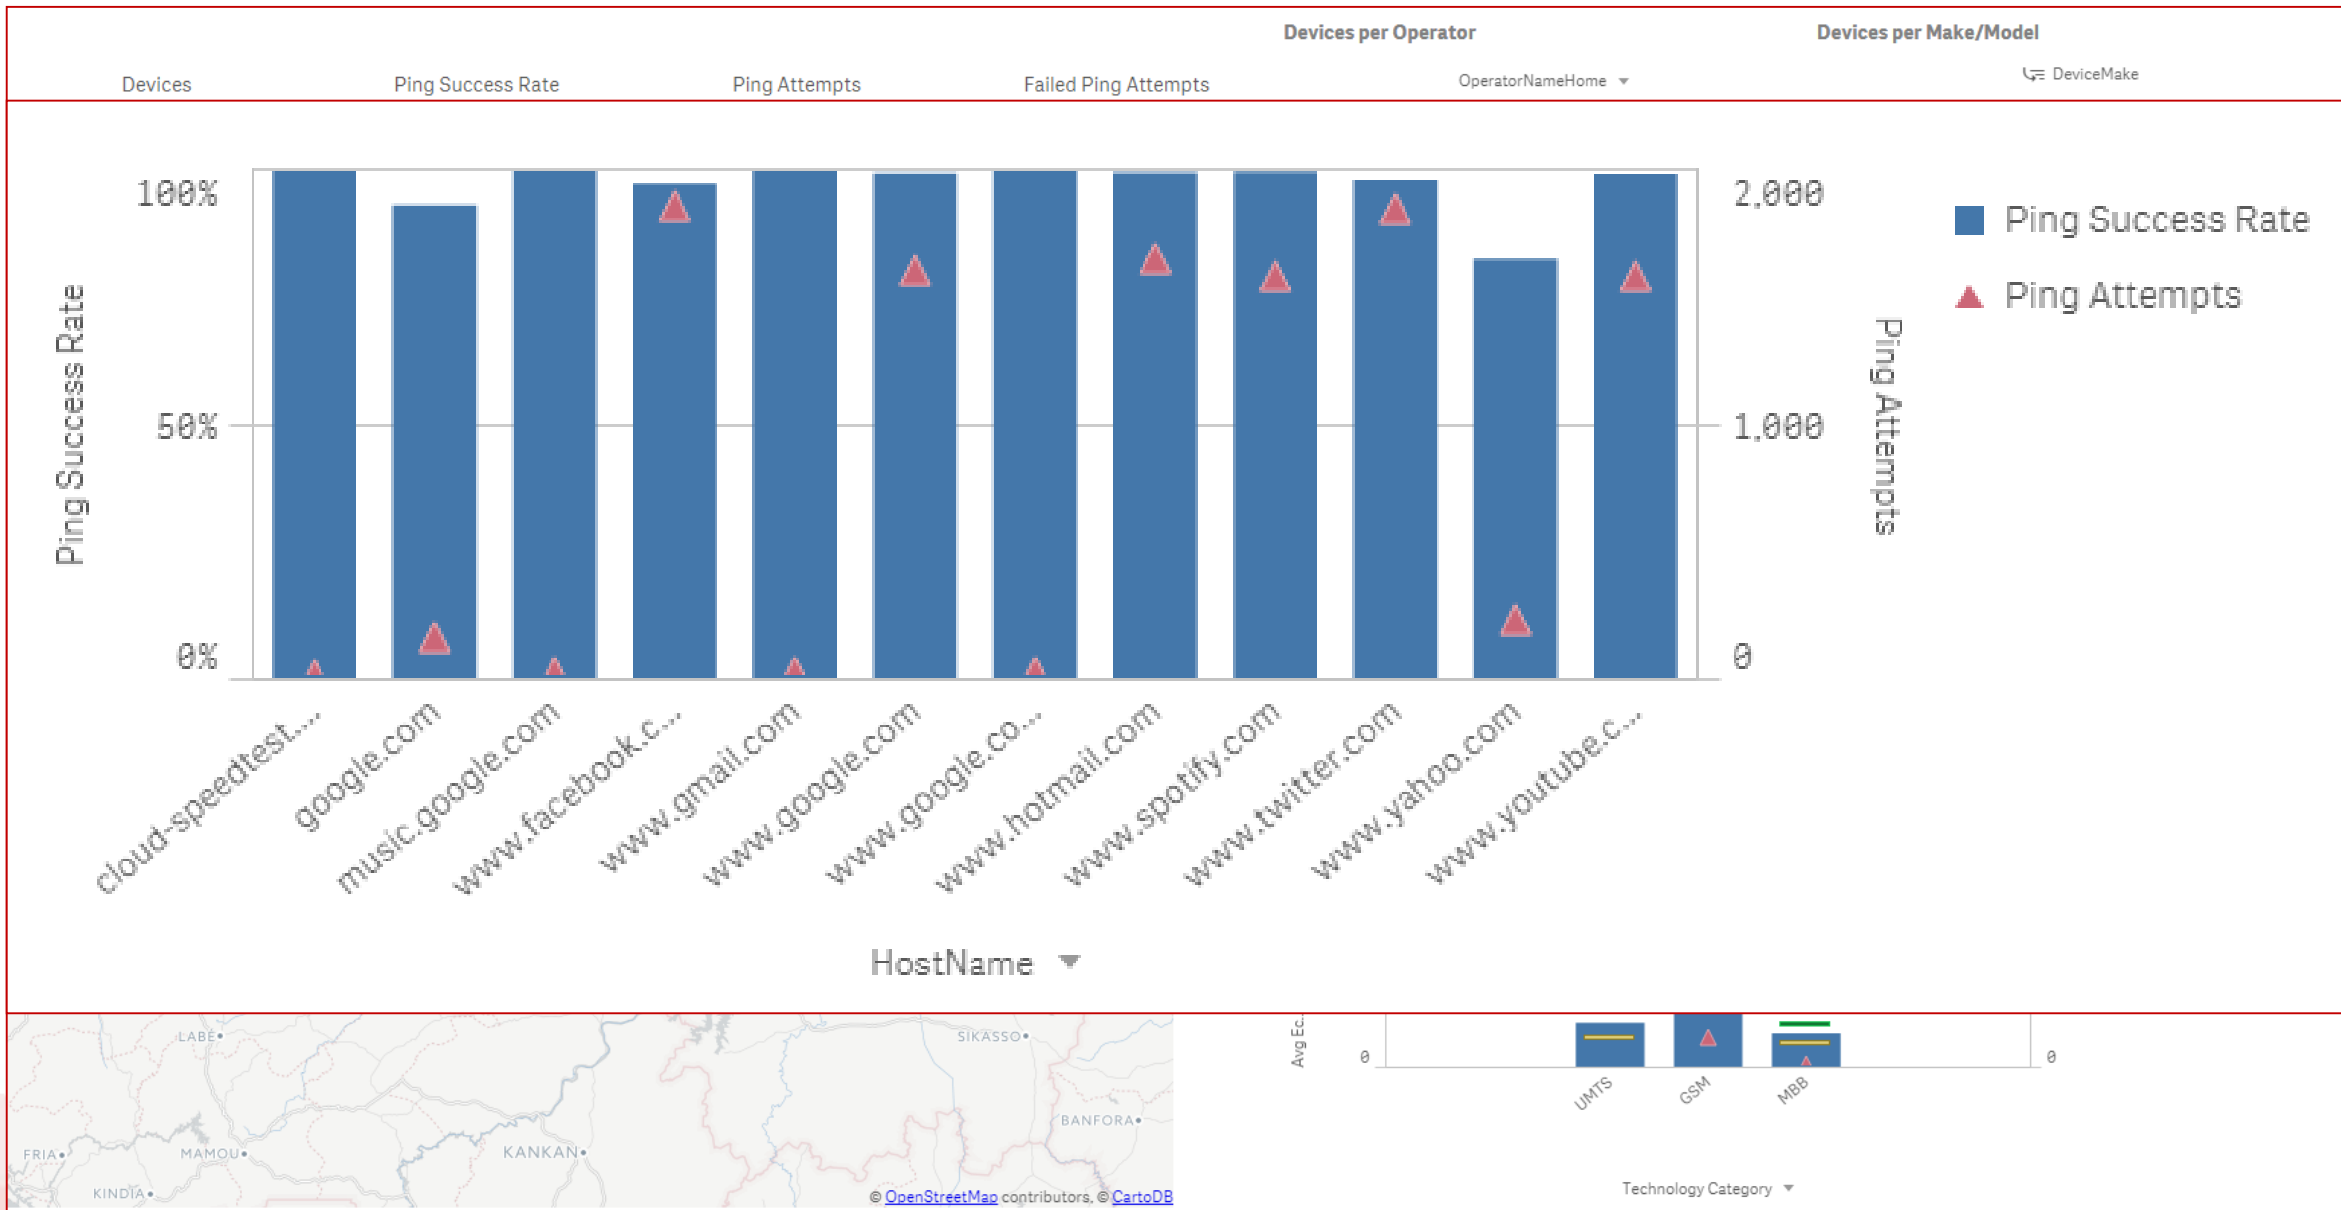 Devices per Operator
Devices per Make/Model
Devices
Ping Success Rate
Ping Attempts
Failed Ping Attempts
OperatorNameHome
DeviceMake
100%
50%
0%
Ping Success Rate
2,000
1,000
0
Ping Attempts
Ping Success Rate
Ping Attempts
cloud-speedtest....
google.com
music.google.com
www.facebook.c...
www.gmail.com
www.google.com
www.google.co...
www.hotmail.com
www.spotify.com
www.twitter.com
www.yahoo.com
www.youtube.c...
HostName
LABÉ
SIKASSO
BANFORA
FRIA
MAMOU
KANKAN
KINDIA
© OpenStreetMap contributors, © CartoDB
Avg Ec...
0
0
UMTS
GSM
MBB
Technology Category